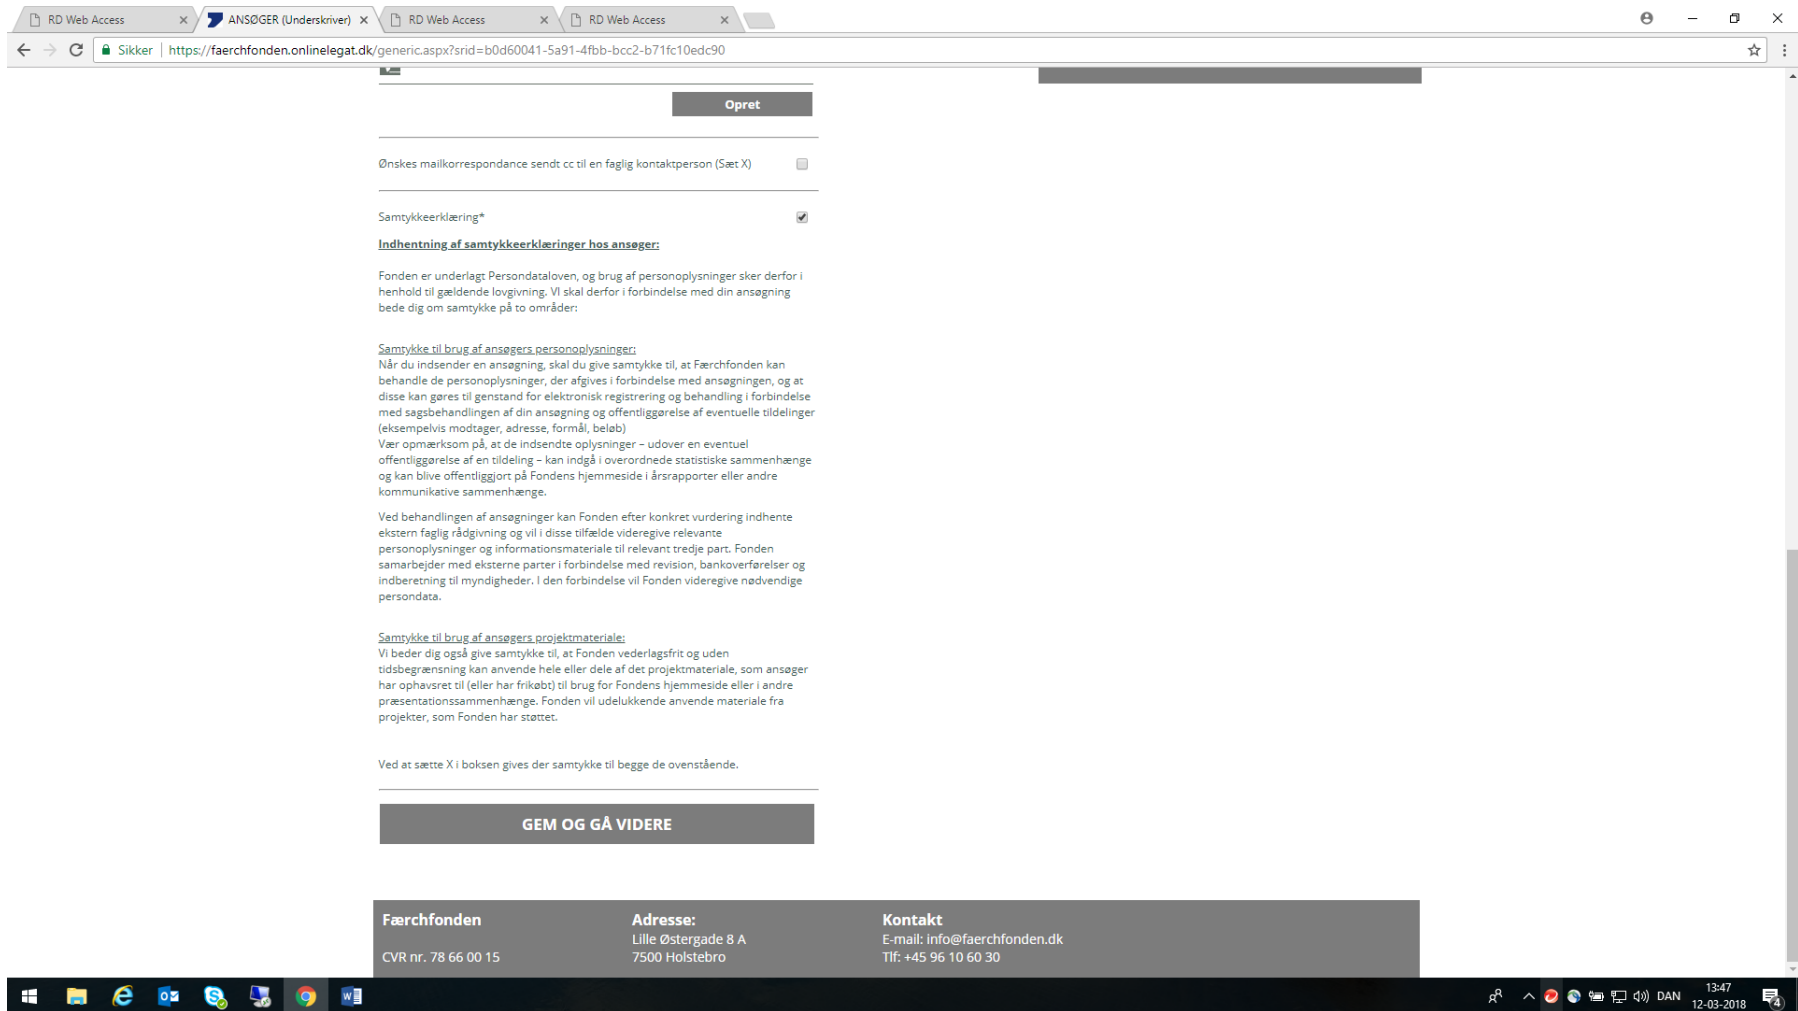 RD Web Access
ANSØGER (Underskriver)
RD Web Access
RD Web Access
Sikker
https://faerchfonden.onlinelegat.dk/generic.aspx?srid=b0d60041-5a91-4fbb-bcc2-b71fc10edc90
Opret
Ønskes mailkorrespondance sendt cc til en faglig kontaktperson (Sæt X)
Samtykkeerklæring*
Indhentning af samtykkeerklæringer hos ansøger:
Fonden er underlagt Persondataloven, og brug af personoplysninger sker derfor i
henhold til gældende lovgivning. VI skal derfor i forbindelse med din ansøgning
bede dig om samtykke på to områder:
Samtykke til brug af ansøgers personoplysninger:
Når du indsender en ansøgning, skal du give samtykke til, at Færchfonden kan
behandle de personoplysninger, der afgives i forbindelse med ansøgningen, og at
disse kan gøres til genstand for elektronisk registrering og behandling i forbindelse
med sagsbehandlingen af din ansøgning og offentliggørelse af eventuelle tildelinger
(eksempelvis modtager, adresse, formål, beløb)
Vær opmærksom på, at de indsendte oplysninger – udover en eventuel
offentliggørelse af en tildeling – kan indgå i overordnede statistiske sammenhænge
og kan blive offentliggjort på Fondens hjemmeside i årsrapporter eller andre
kommunikative sammenhænge.
Ved behandlingen af ansøgninger kan Fonden efter konkret vurdering indhente
ekstern faglig rådgivning og vil i disse tilfælde videregive relevante
personoplysninger og informationsmateriale til relevant tredje part. Fonden
samarbejder med eksterne parter i forbindelse med revision, bankoverførelser og
indberetning til myndigheder. I den forbindelse vil Fonden videregive nødvendige
persondata.
Samtykke til brug af ansøgers projektmateriale:
Vi beder dig også give samtykke til, at Fonden vederlagsfrit og uden
tidsbegrænsning kan anvende hele eller dele af det projektmateriale, som ansøger
har ophavsret til (eller har frikøbt) til brug for Fondens hjemmeside eller i andre
præsentationssammenhænge. Fonden vil udelukkende anvende materiale fra
projekter, som Fonden har støttet.
Ved at sætte X i boksen gives der samtykke til begge de ovenstående.
GEM OG GÅ VIDERE
Færchfonden
CVR nr. 78 66 00 15
Adresse:
Lille Østergade 8 A
7500 Holstebro
Kontakt
E-mail: info@faerchfonden.dk
Tlf: +45 96 10 60 30
DAN
13:47
12-03-2018
4